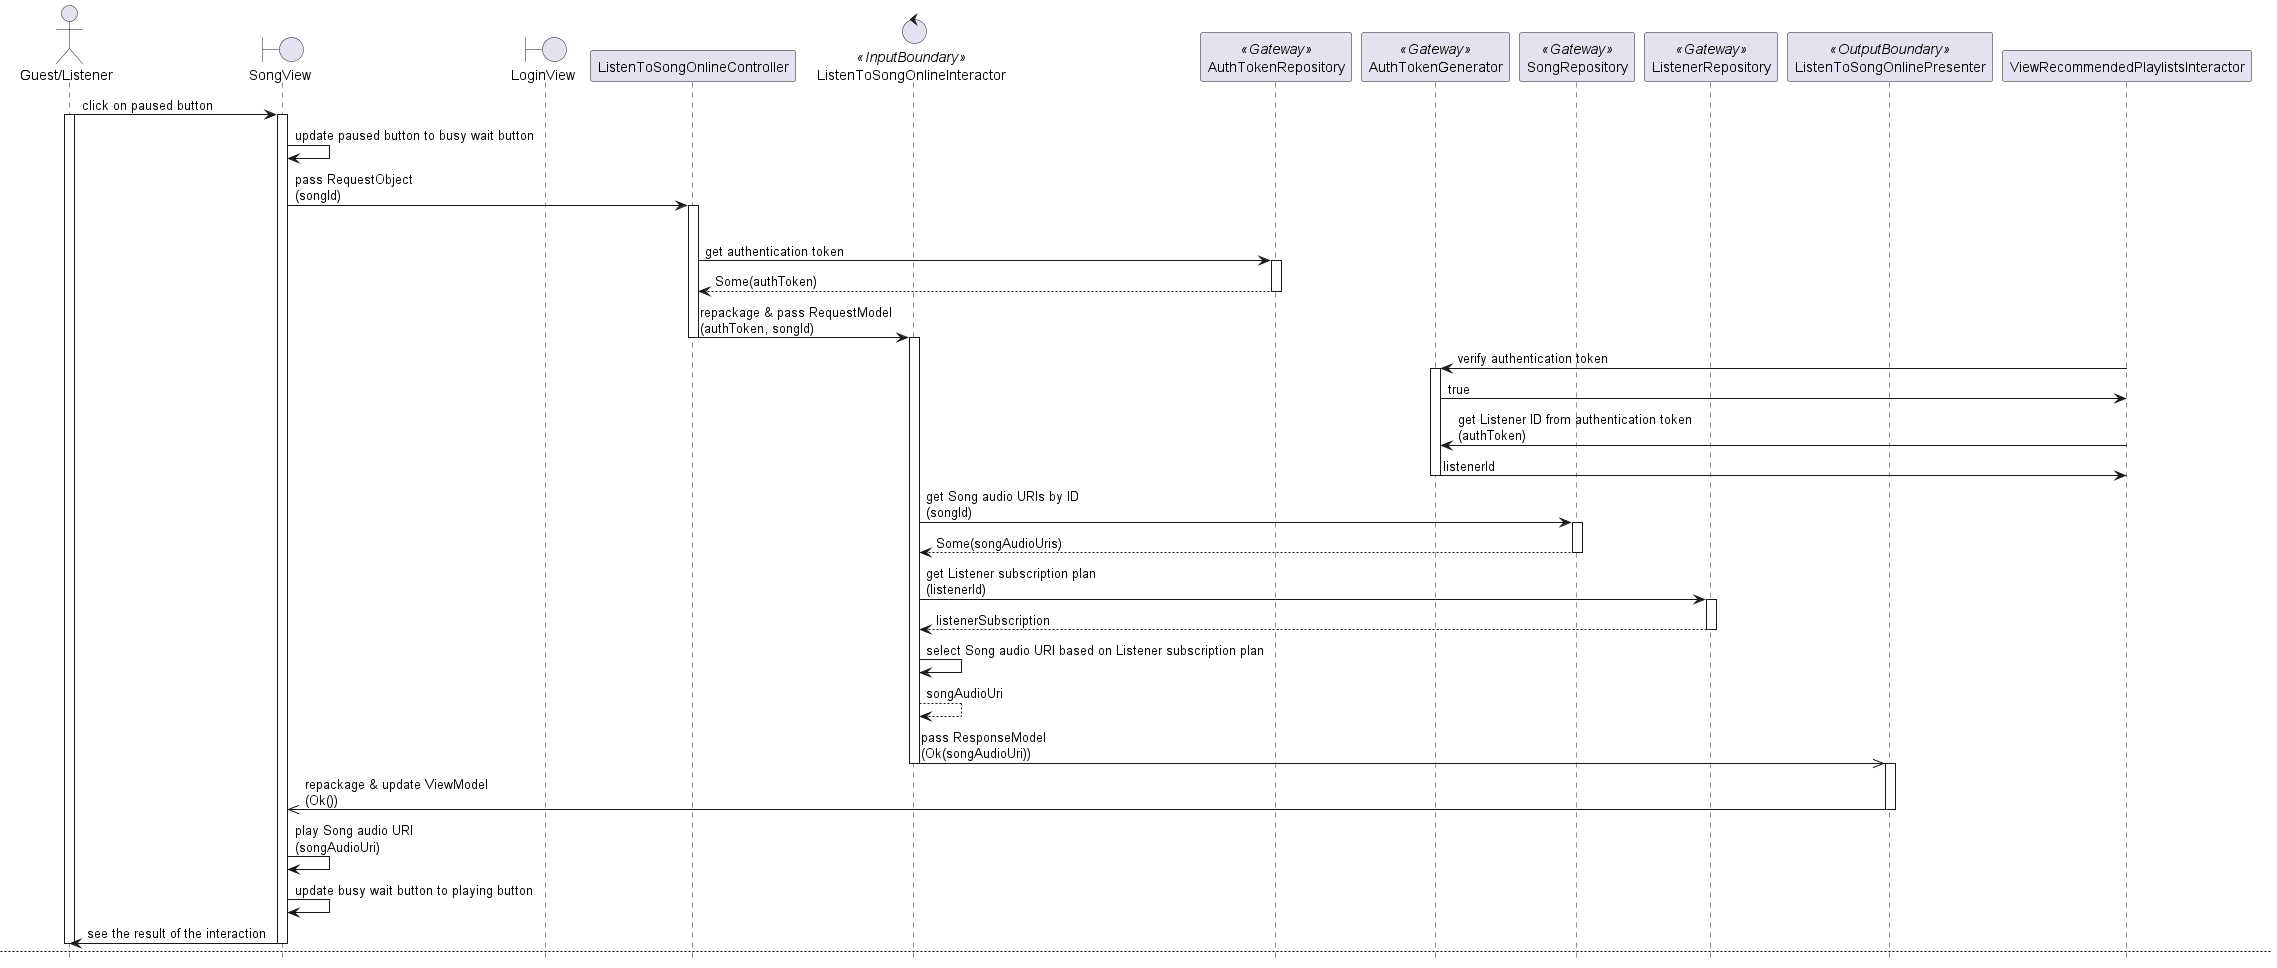 Guest/Listener
SongView
LoginView
ListenToSongOnlineController
«InputBoundary»
ListenToSongOnlineInteractor
«Gateway»
AuthTokenRepository
«Gateway»
AuthTokenGenerator
«Gateway»
SongRepository
«Gateway»
ListenerRepository
«OutputBoundary»
ListenToSongOnlinePresenter
ViewRecommendedPlaylistsInteractor
click on paused button
update paused button to busy wait button
pass RequestObject
(songId)
get authentication token
Some(authToken)
repackage & pass RequestModel
(authToken, songId)
verify authentication token
true
get Listener ID from authentication token
(authToken)
listenerId
get Song audio URIs by ID
(songId)
Some(songAudioUris)
get Listener subscription plan
(listenerId)
listenerSubscription
select Song audio URI based on Listener subscription plan
songAudioUri
pass ResponseModel
(Ok(songAudioUri))
repackage & update ViewModel
(Ok())
play Song audio URI
(songAudioUri)
update busy wait button to playing button
see the result of the interaction